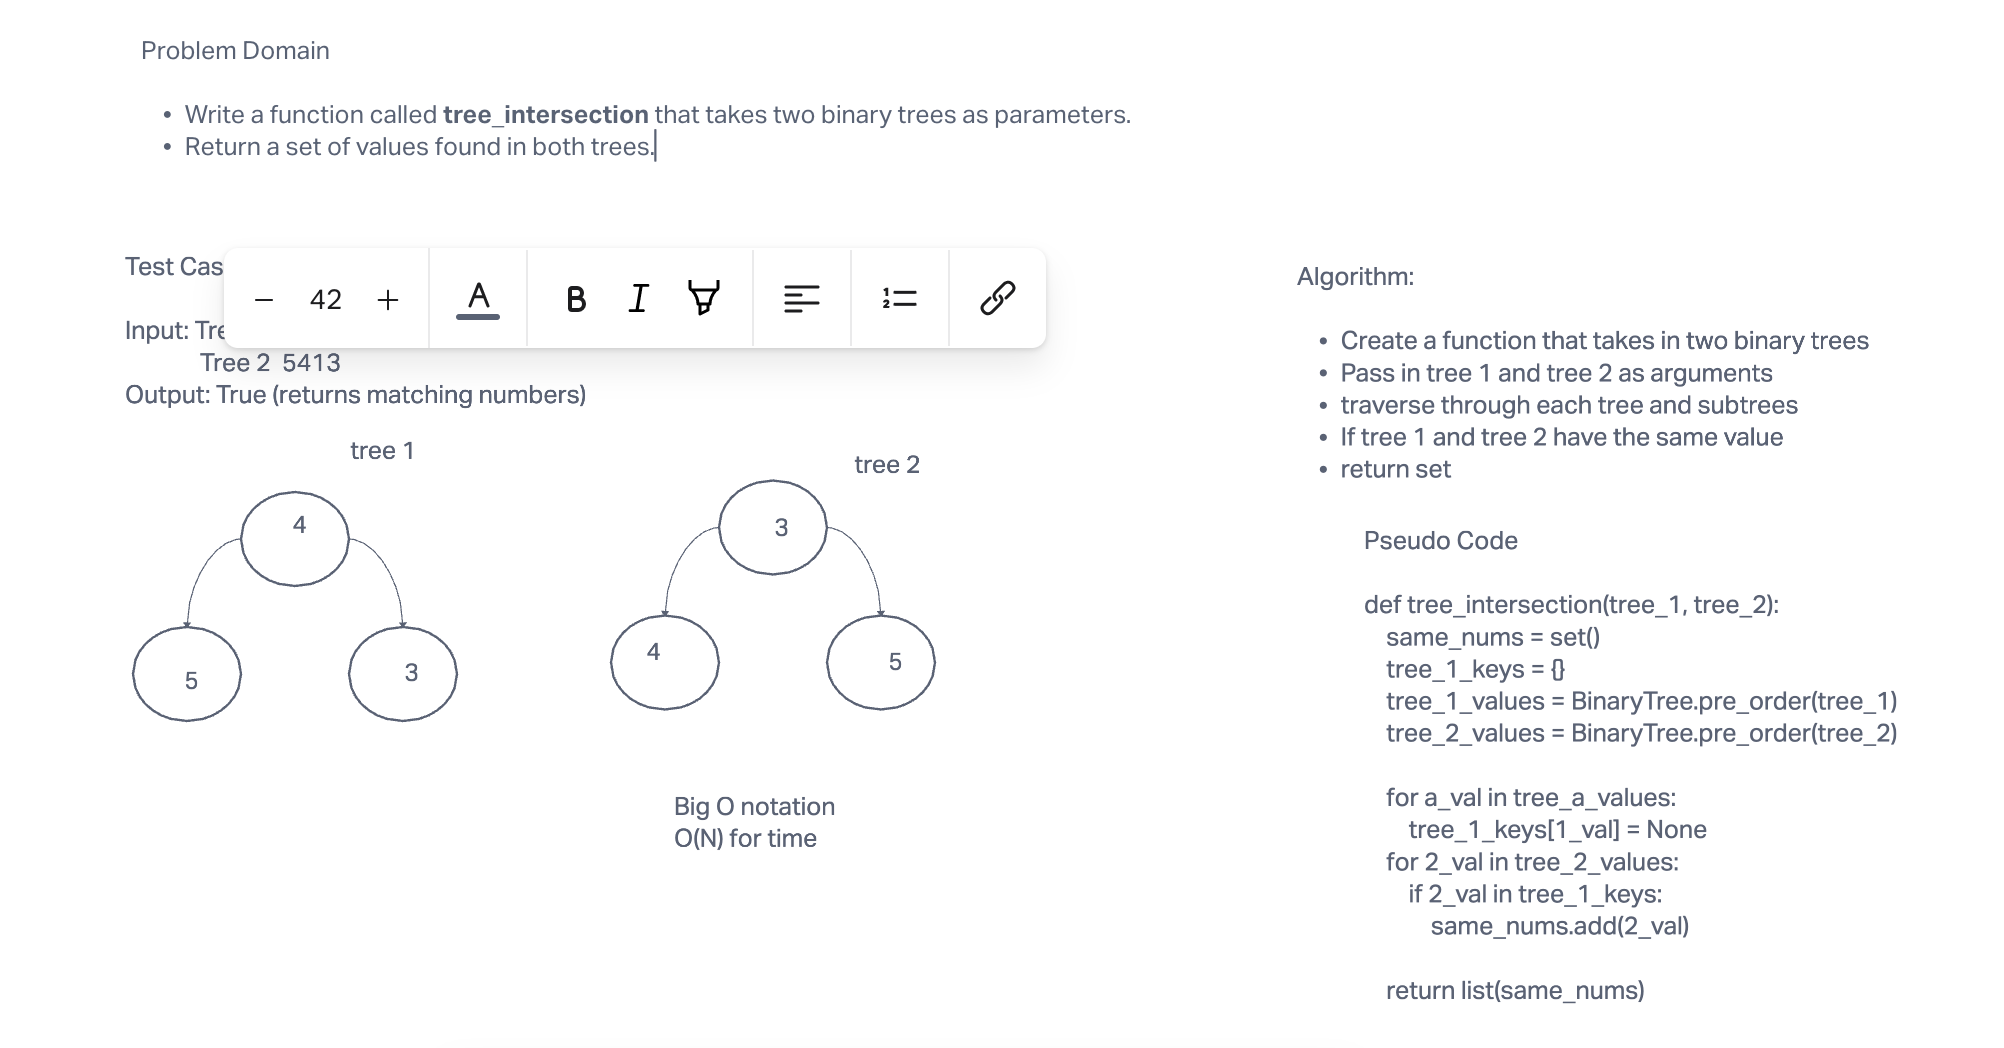 Problem Domain
• Write a function called tree_intersection that takes two binary trees as parameters.
• Return a set of values found in both trees.
Test Cas
Input: Tre
Tree 2 5413
Output: True (returns matching numbers)
42
A
B I
1
2
tree 1
4
5
3
tree 2
3
4
5
Big O notation
O(N) for time
Algorithm:
• Create a function that takes in two binary trees
• Pass in tree 1 and tree 2 as arguments
• traverse through each tree and subtrees
• If tree 1 and tree 2 have the same value
• return set
Pseudo Code
def tree_intersection(tree_1, tree_2):
same_nums = set()
tree_1_keys = {}
tree_1_values = BinaryTree.pre_order(tree_1)
tree_2_values = BinaryTree.pre_order(tree_2)
for a_val in tree_a_values:
tree_1_keys[1_val] = None
for 2_val in tree_2_values:
if 2_val in tree_1_keys:
same_nums.add(2_val)
return list(same_nums)